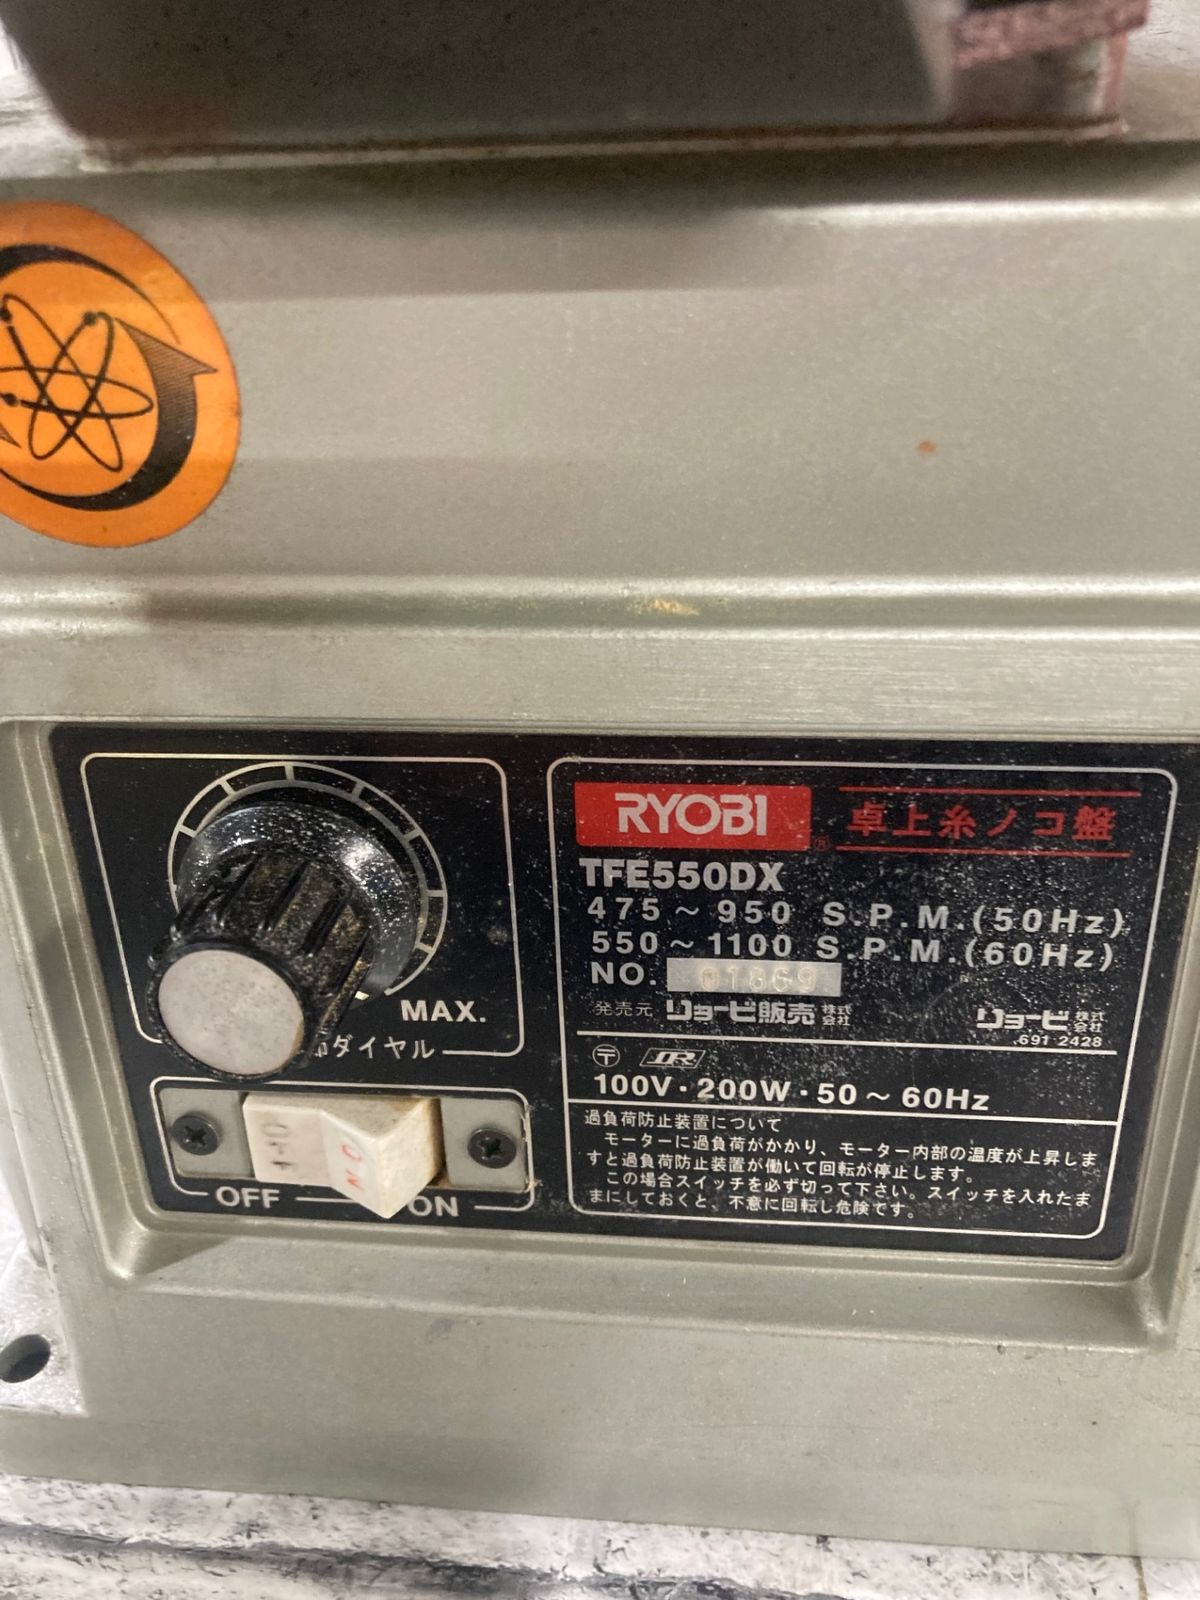 RYOBI® 卓上糸ノコ盤
TFE550DX
475～950 S.P.M.(50Hz)
550～1100 S.P.M.(60Hz)
NO. 01869
発売元 リョービ販売株式会社 リョービ株式会社
691 2428
〒
100V・200W・50～60Hz
過負荷防止装置について
モーターに過負荷がかかり、モーター内部の温度が上昇しま
すと過負荷防止装置が働いて回転が停止します。
この場合スイッチを必ず切って下さい。スイッチを入れたま
まにしておくと、不意に回転し危険です。
MAX.
ダイヤル
OFF ON